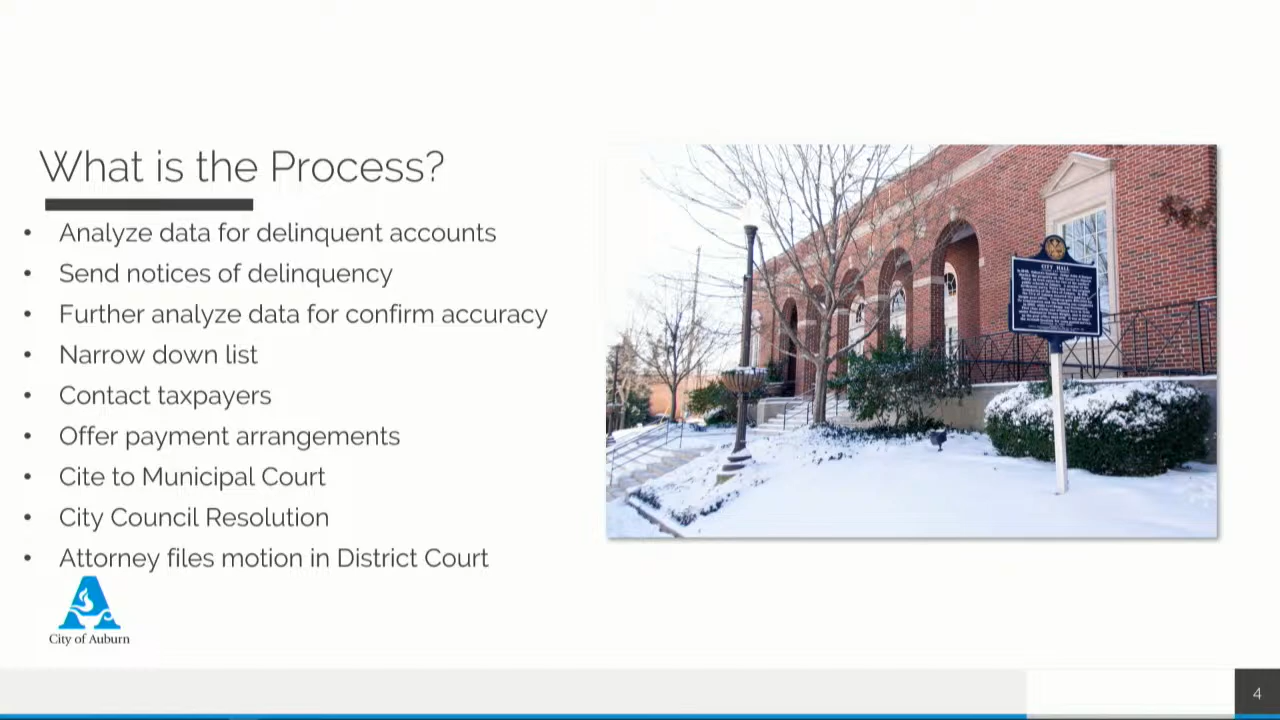 What is the Process?
• Analyze data for delinquent accounts
• Send notices of delinquency
• Further analyze data for confirm accuracy
• Narrow down list
• Contact taxpayers
• Offer payment arrangements
• Cite to Municipal Court
• City Council Resolution
• Attorney files motion in District Court
City of Auburn
CITY HALL
4